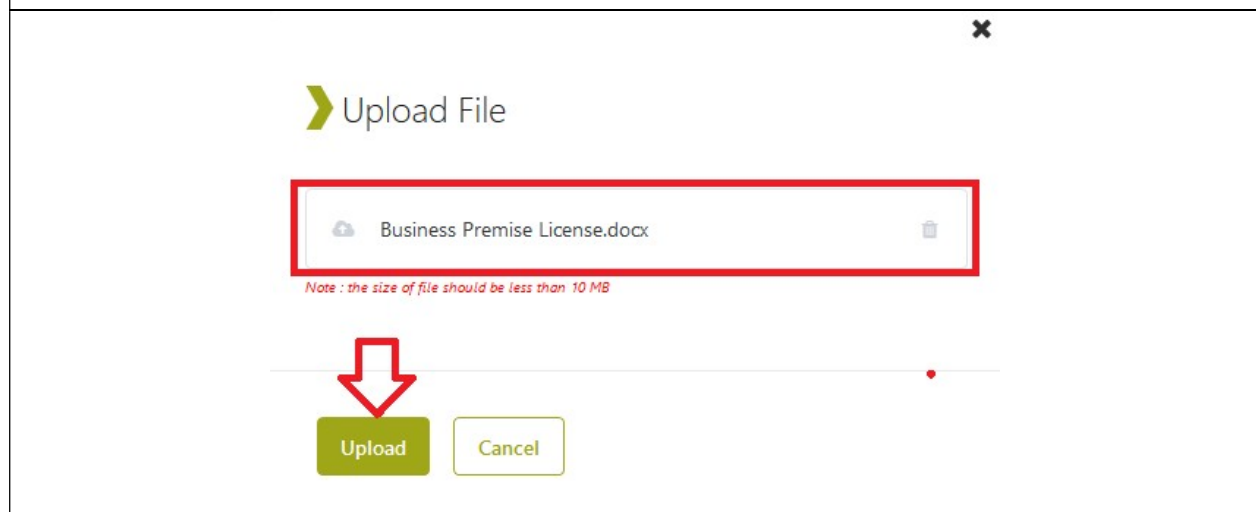 Upload File
Business Premise License.docx
Note : the size of file should be less than 10 MB
Upload Cancel